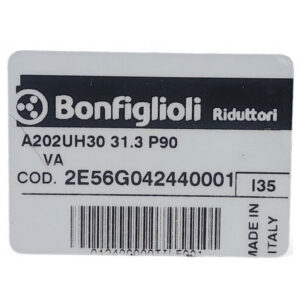 Bonfiglioli Riduttori
A202UH30 31.3 P90
VA
COD. 2E56G042440001 I35
MADE IN
ITALY